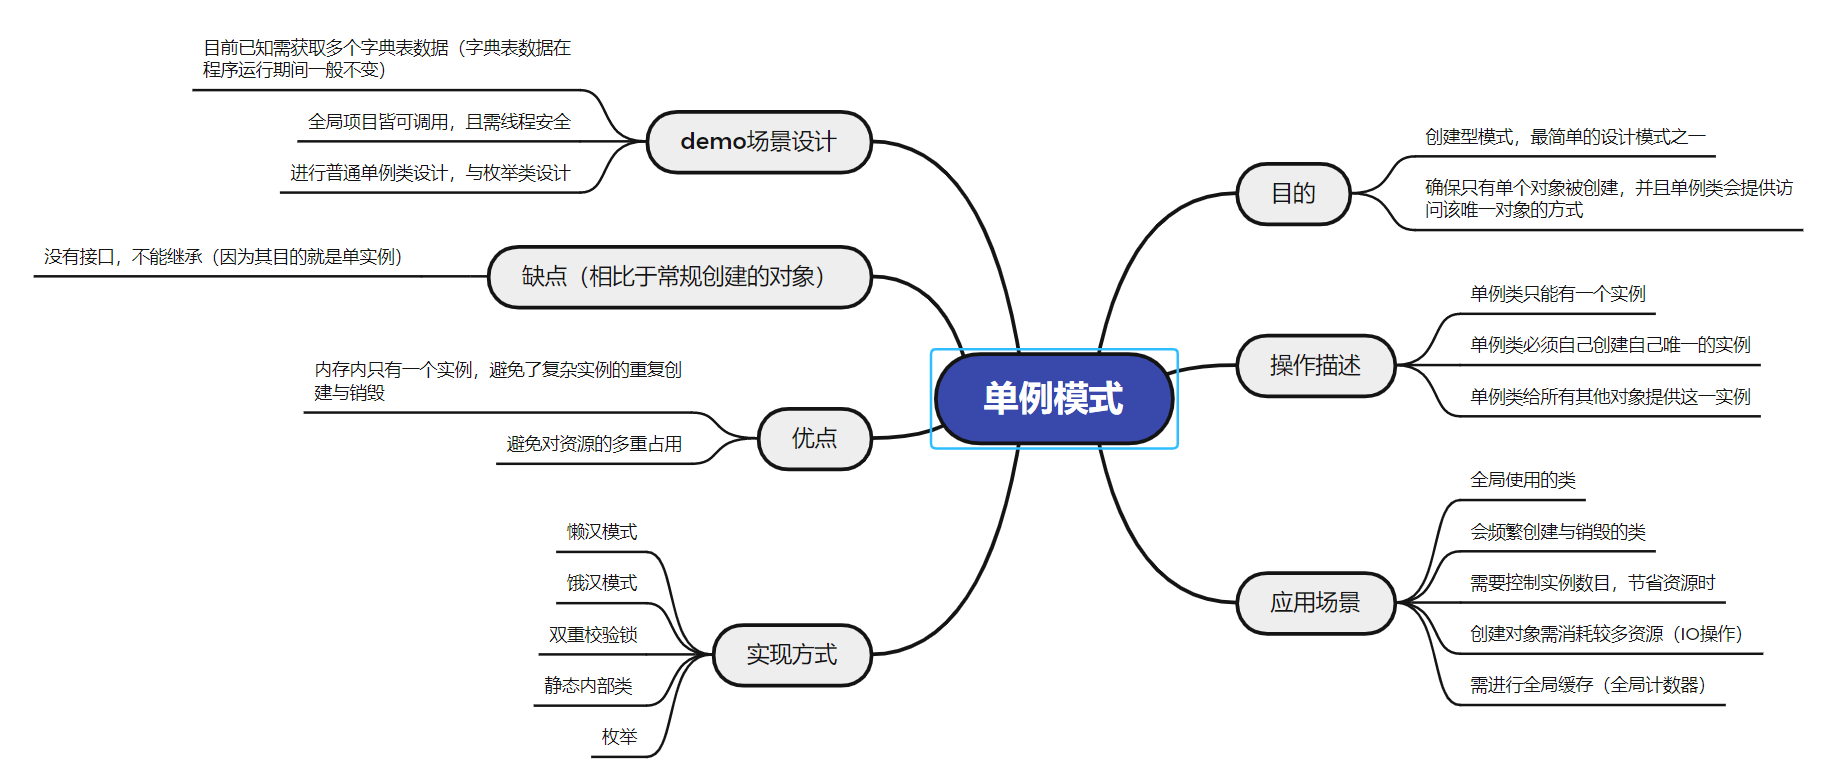 单例模式
目的
创建型模式，最简单的设计模式之一
确保只有单个对象被创建，并且单例类会提供访
问该唯一对象的方式
操作描述
单例类只能有一个实例
单例类必须自己创建自己唯一的实例
单例类给所有其他对象提供这一实例
应用场景
全局使用的类
会频繁创建与销毁的类
需要控制实例数目，节省资源时
创建对象需消耗较多资源（IO操作）
需进行全局缓存（全局计数器）
demo场景设计
目前已知需获取多个字典表数据（字典表数据在
程序运行期间一般不变）
全局项目皆可调用，且需线程安全
进行普通单例类设计，与枚举类设计
缺点（相比于常规创建的对象）
没有接口，不能继承（因为其目的就是单实例）
优点
内存内只有一个实例，避免了复杂实例的重复创
建与销毁
避免对资源的多重占用
实现方式
懒汉模式
饿汉模式
双重校验锁
静态内部类
枚举